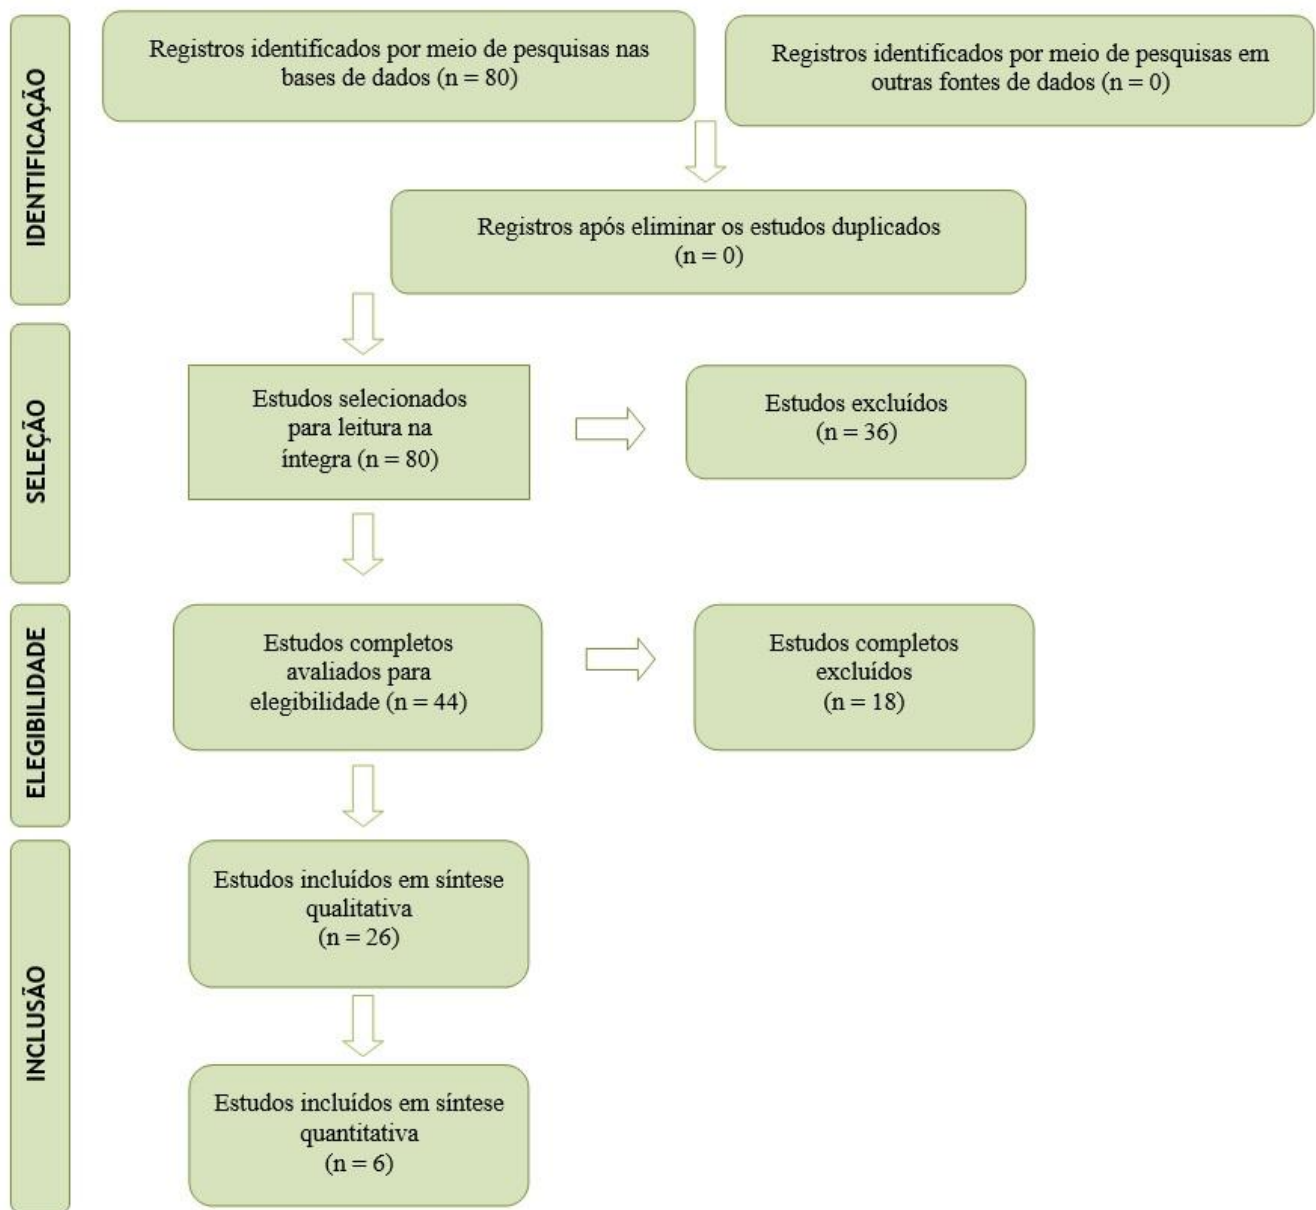 IDENTIFICAÇÃO
Registros identificados por meio de pesquisas nas
bases de dados (n = 80)
Registros identificados por meio de pesquisas em
outras fontes de dados (n = 0)
Registros após eliminar os estudos duplicados
(n = 0)
SELEÇÃO
Estudos selecionados
para leitura na
íntegra (n = 80)
Estudos excluídos
(n = 36)
ELEGIBILIDADE
Estudos completos
avaliados para
elegibilidade (n = 44)
Estudos completos
excluídos
(n = 18)
INCLUSÃO
Estudos incluídos em síntese
qualitativa
(n = 26)
Estudos incluídos em síntese
quantitativa
(n = 6)